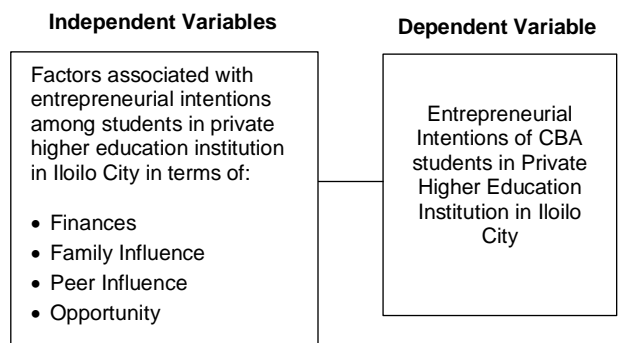 Independent Variables
Factors associated with
entrepreneurial intentions
among students in private
higher education institution
in Iloilo City in terms of:
• Finances
• Family Influence
• Peer Influence
• Opportunity
Dependent Variable
Entrepreneurial
Intentions of CBA
students in Private
Higher Education
Institution in Iloilo
City